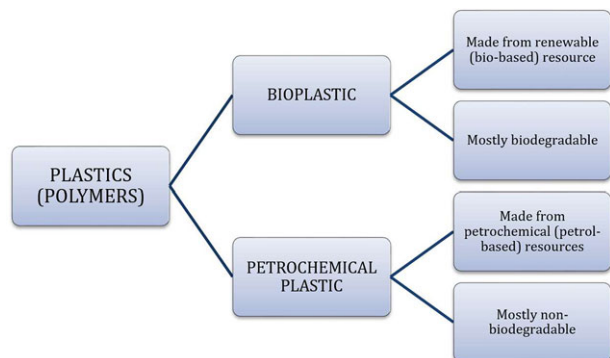 PLASTICS
(POLYMERS)
BIOPLASTIC
Made from renewable
(bio-based) resource
Mostly biodegradable
PETROCHEMICAL
PLASTIC
Made from
petrochemical (petrol-
based) resources
Mostly non-
biodegradable